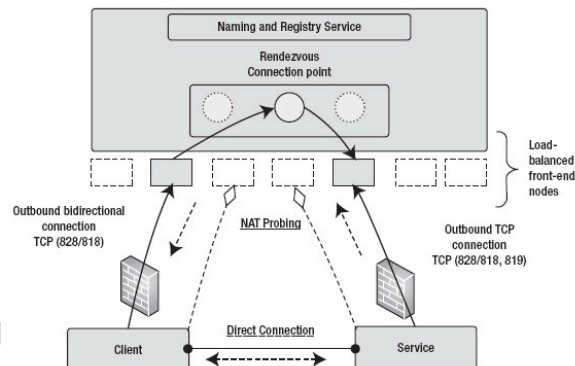 Naming and Registry Service
Rendezvous
Connection point
Load-
balanced
front-end
nodes
Outbound bidirectional
connection
TCP (828/818)
NAT Probing
Outbound TCP
connection
TCP (828/818, 819)
Direct Connection
Client
Service